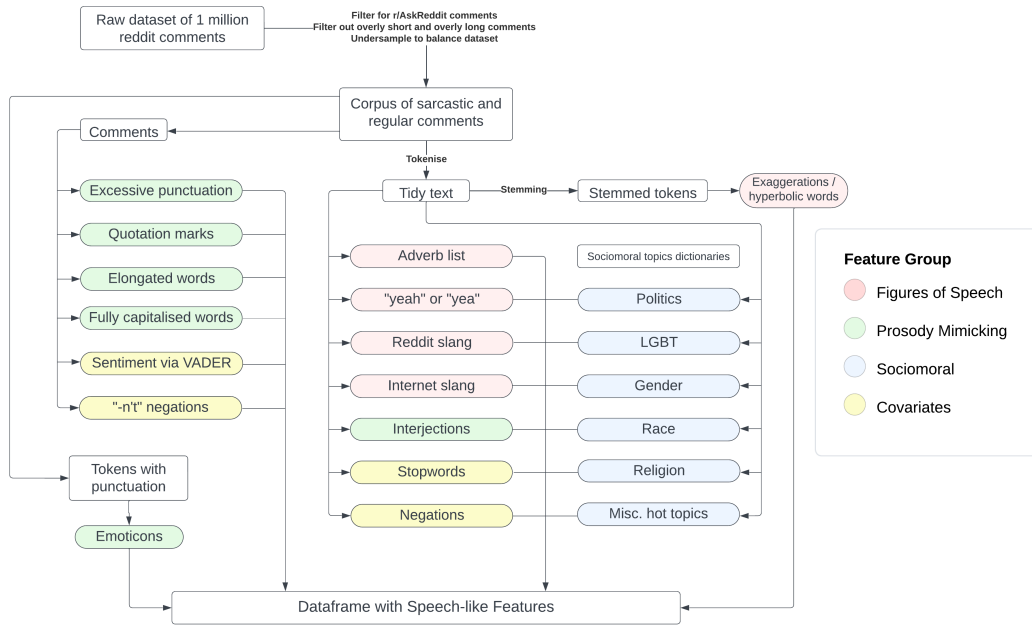 Raw dataset of 1 million
reddit comments
Filter for r/AskReddit comments
Filter out overly short and overly long comments
Undersample to balance dataset
Corpus of sarcastic and
regular comments
Comments
Tokenise
Excessive punctuation
Tidy text
Stemming
Stemmed tokens
Exaggerations /
hyperbolic words
Quotation marks
Elongated words
Fully capitalised words
Sentiment via VADER
"-n't" negations
Adverb list
"yeah" or "yea"
Reddit slang
Internet slang
Interjections
Stopwords
Negations
Sociomoral topics dictionaries
Politics
LGBT
Gender
Race
Religion
Misc. hot topics
Feature Group
Figures of Speech
Prosody Mimicking
Sociomoral
Covariates
Tokens with
punctuation
Emoticons
Dataframe with Speech-like Features